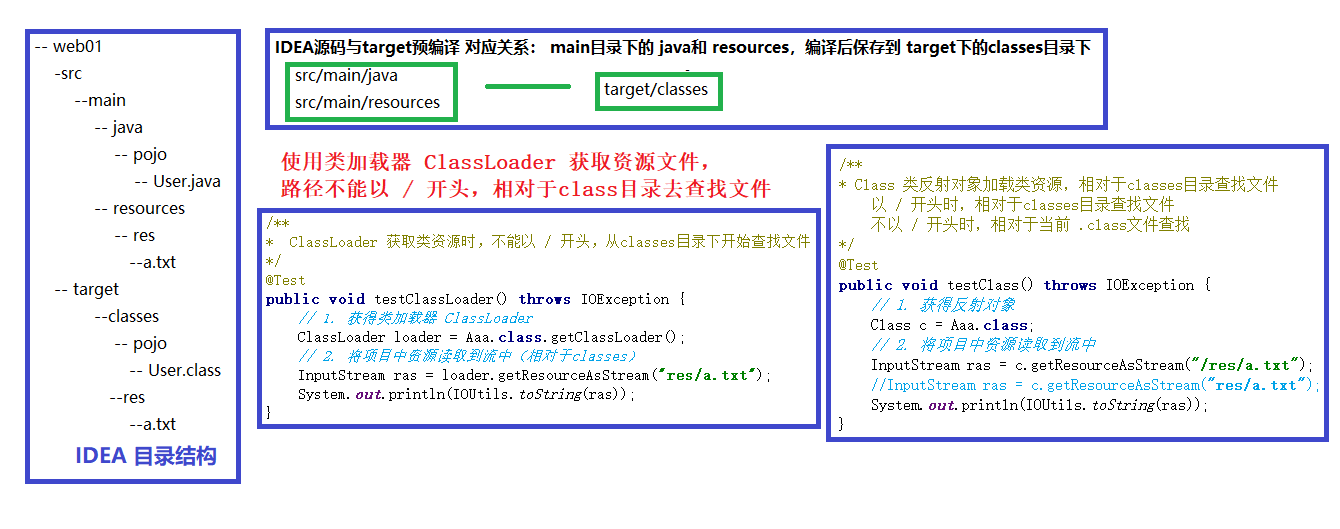 -- web01
-src
--main
-- java
-- pojo
-- User.java
-- resources
-- res
--a.txt
-- target
--classes
-- pojo
-- User.class
--res
--a.txt
IDEA 目录结构
IDEA源码与target预编译 对应关系： main目录下的 java和 resources，编译后保存到 target下的classes目录下
src/main/java
src/main/resources
target/classes
使用类加载器 ClassLoader 获取资源文件，
路径不能以 / 开头，相对于class目录去查找文件
/**
*  ClassLoader 获取类资源时，不能以 / 开头，从classes目录下开始查找文件
*/
@Test
public void testClassLoader() throws IOException {
// 1. 获得类加载器 ClassLoader
ClassLoader loader = Aaa.class.getClassLoader();
// 2. 将项目中资源读取到流中（相对于classes）
InputStream ras = loader.getResourceAsStream("res/a.txt");
System.out.println(IOUtils.toString(ras));
}
/**
* Class 类反射对象加载类资源，相对于classes目录查找文件
以 / 开头时，相对于classes目录查找文件
不以 / 开头时，相对于当前 .class文件查找
*/
@Test
public void testClass() throws IOException {
// 1. 获得反射对象
Class c = Aaa.class;
// 2. 将项目中资源读取到流中
InputStream ras = c.getResourceAsStream("/res/a.txt");
//InputStream ras = c.getResourceAsStream("res/a.txt");
System.out.println(IOUtils.toString(ras));
}